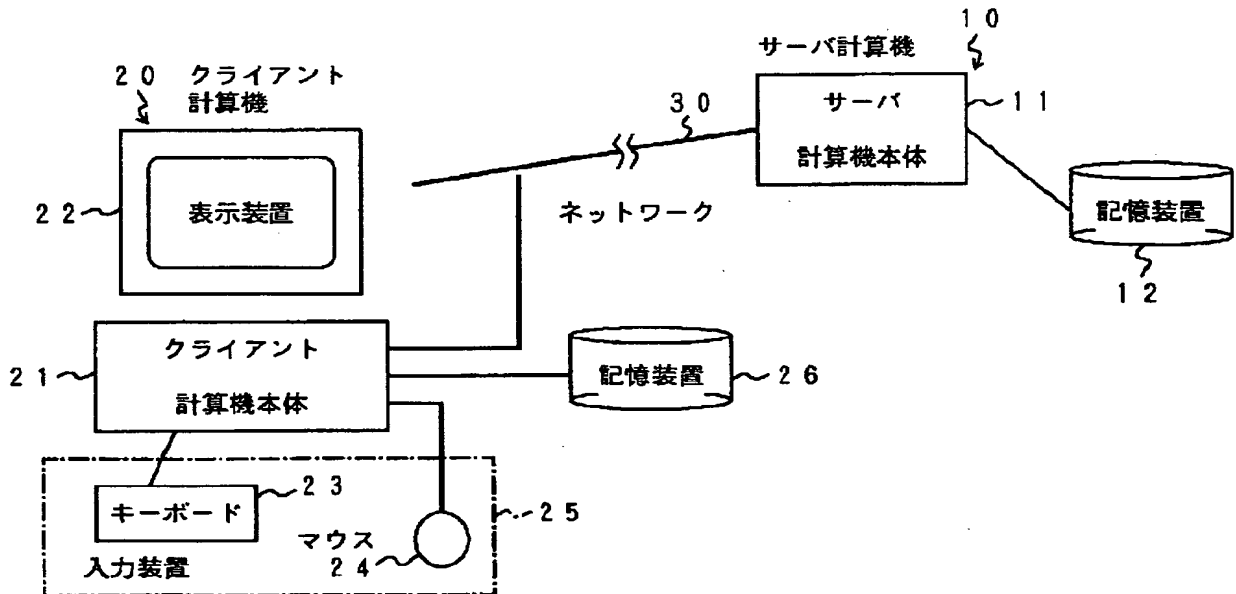 サーバ計算機
10
20
クライアント
計算機
30
サーバ
計算機本体
11
22
表示装置
ネットワーク
記憶装置
12
21
クライアント
計算機本体
記憶装置
26
キーボード
23
25
マウス
24
入力装置